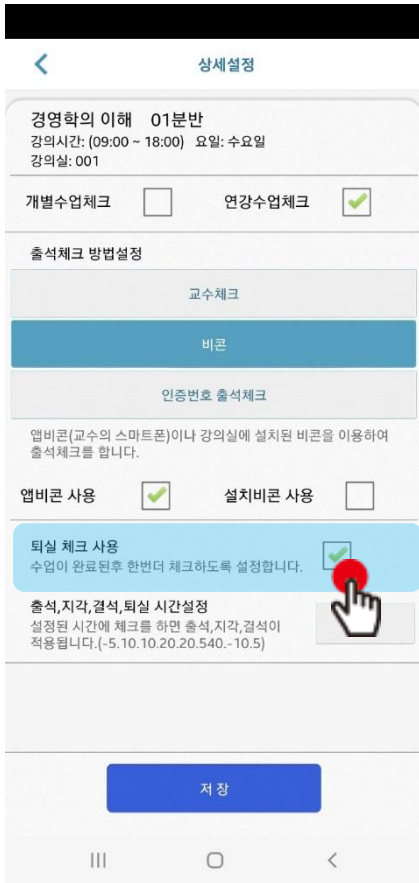 상세설정
경영학의 이해 01분반
강의시간: (09:00 ~ 18:00) 요일: 수요일
강의실: 001
개별수업체크 연강수업체크
출석체크 방법설정
교수체크
비콘
인증번호 출석체크
앱비콘(교수의 스마트폰)이나 강의실에 설치된 비콘을 이용하여
출석체크를 합니다.
앱비콘 사용 설치비콘 사용
퇴실 체크 사용
수업이 완료된후 한번더 체크하도록 설정합니다.
출석,지각,결석,퇴실 시간설정
설정된 시간에 체크를 하면 출석,지각,결석이
적용됩니다.(-5.10.10.20.20.540.-10.5)
저 장